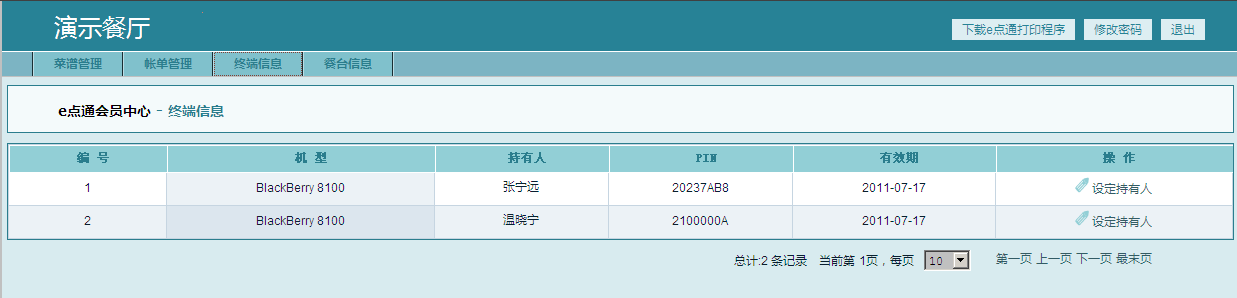 演示餐厅
下载e点通打印程序 修改密码 退出
菜谱管理 帐单管理 终端信息 餐台信息
e点通会员中心 - 终端信息
编 号 机 型 持有人 PIN 有效期 操 作
1 BlackBerry 8100 张宁远 20237AB8 2011-07-17 设定持有人
2 BlackBerry 8100 温晓宁 2100000A 2011-07-17 设定持有人
总计:2 条记录 当前第 1页，每页 10 第一页 上一页 下一页 最末页